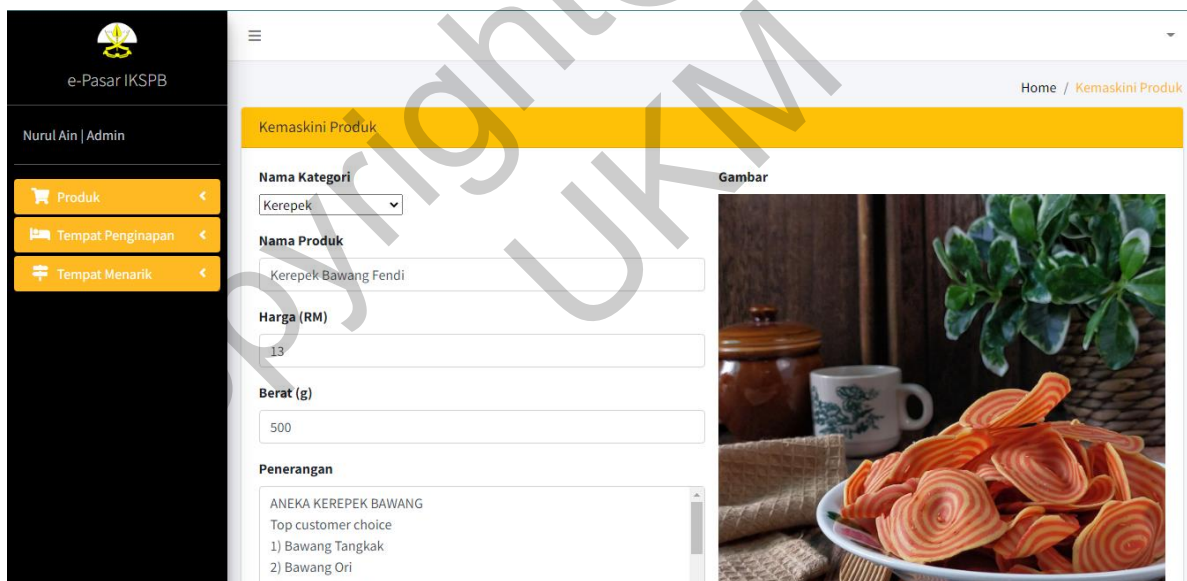 e-Pasar IKSPB
Nurul Ain | Admin
Produk
Tempat Penginapan
Tempat Menarik
Home / Kemaskini Produk
Kemaskini Produk
Nama Kategori
Kerepek
Nama Produk
Kerepek Bawang Fendi
Harga (RM)
13
Berat (g)
500
Penerangan
ANEKA KEREPEK BAWANG
Top customer choice
1) Bawang Tangkak
2) Bawang Ori
Gambar
opyright
UKM